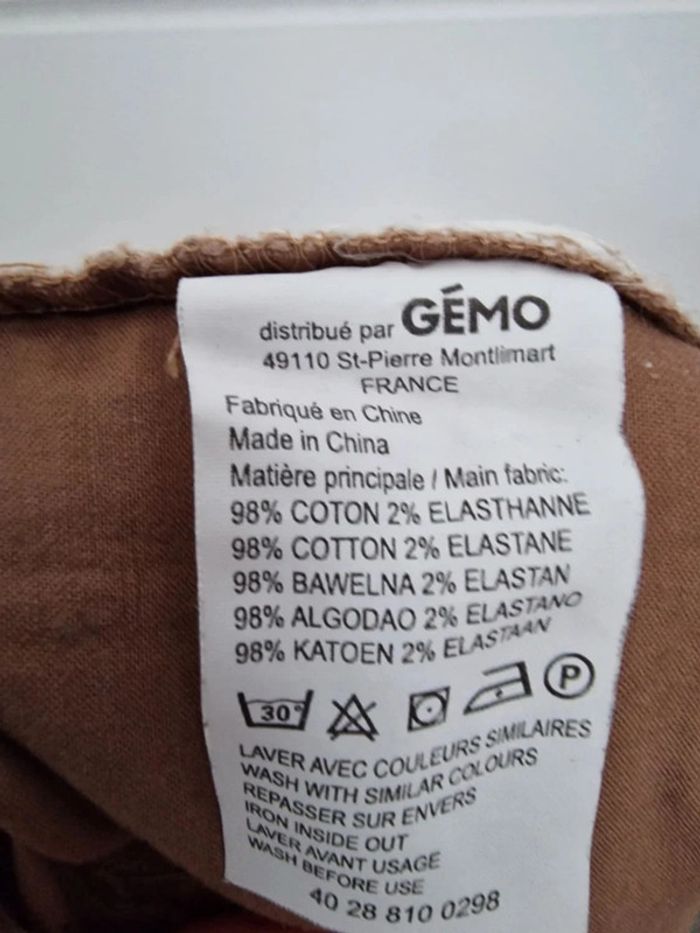 distribué par GÉMO
49110 St-Pierre Montlimart
FRANCE
Fabriqué en Chine
Made in China
Matière principale / Main fabric:
98% COTON 2% ELASTHANNE
98% COTTON 2% ELASTANE
98% BAWELNA 2% ELASTAN
98% ALGODAO 2% ELASTANO
98% KATOEN 2% ELASTAAN
30° P
LAVER AVEC COULEURS SIMILAIRES
WASH WITH SIMILAR COLOURS
REPASSER SUR ENVERS
IRON INSIDE OUT
LAVER AVANT USAGE
WASH BEFORE USE
40 28 810 0298